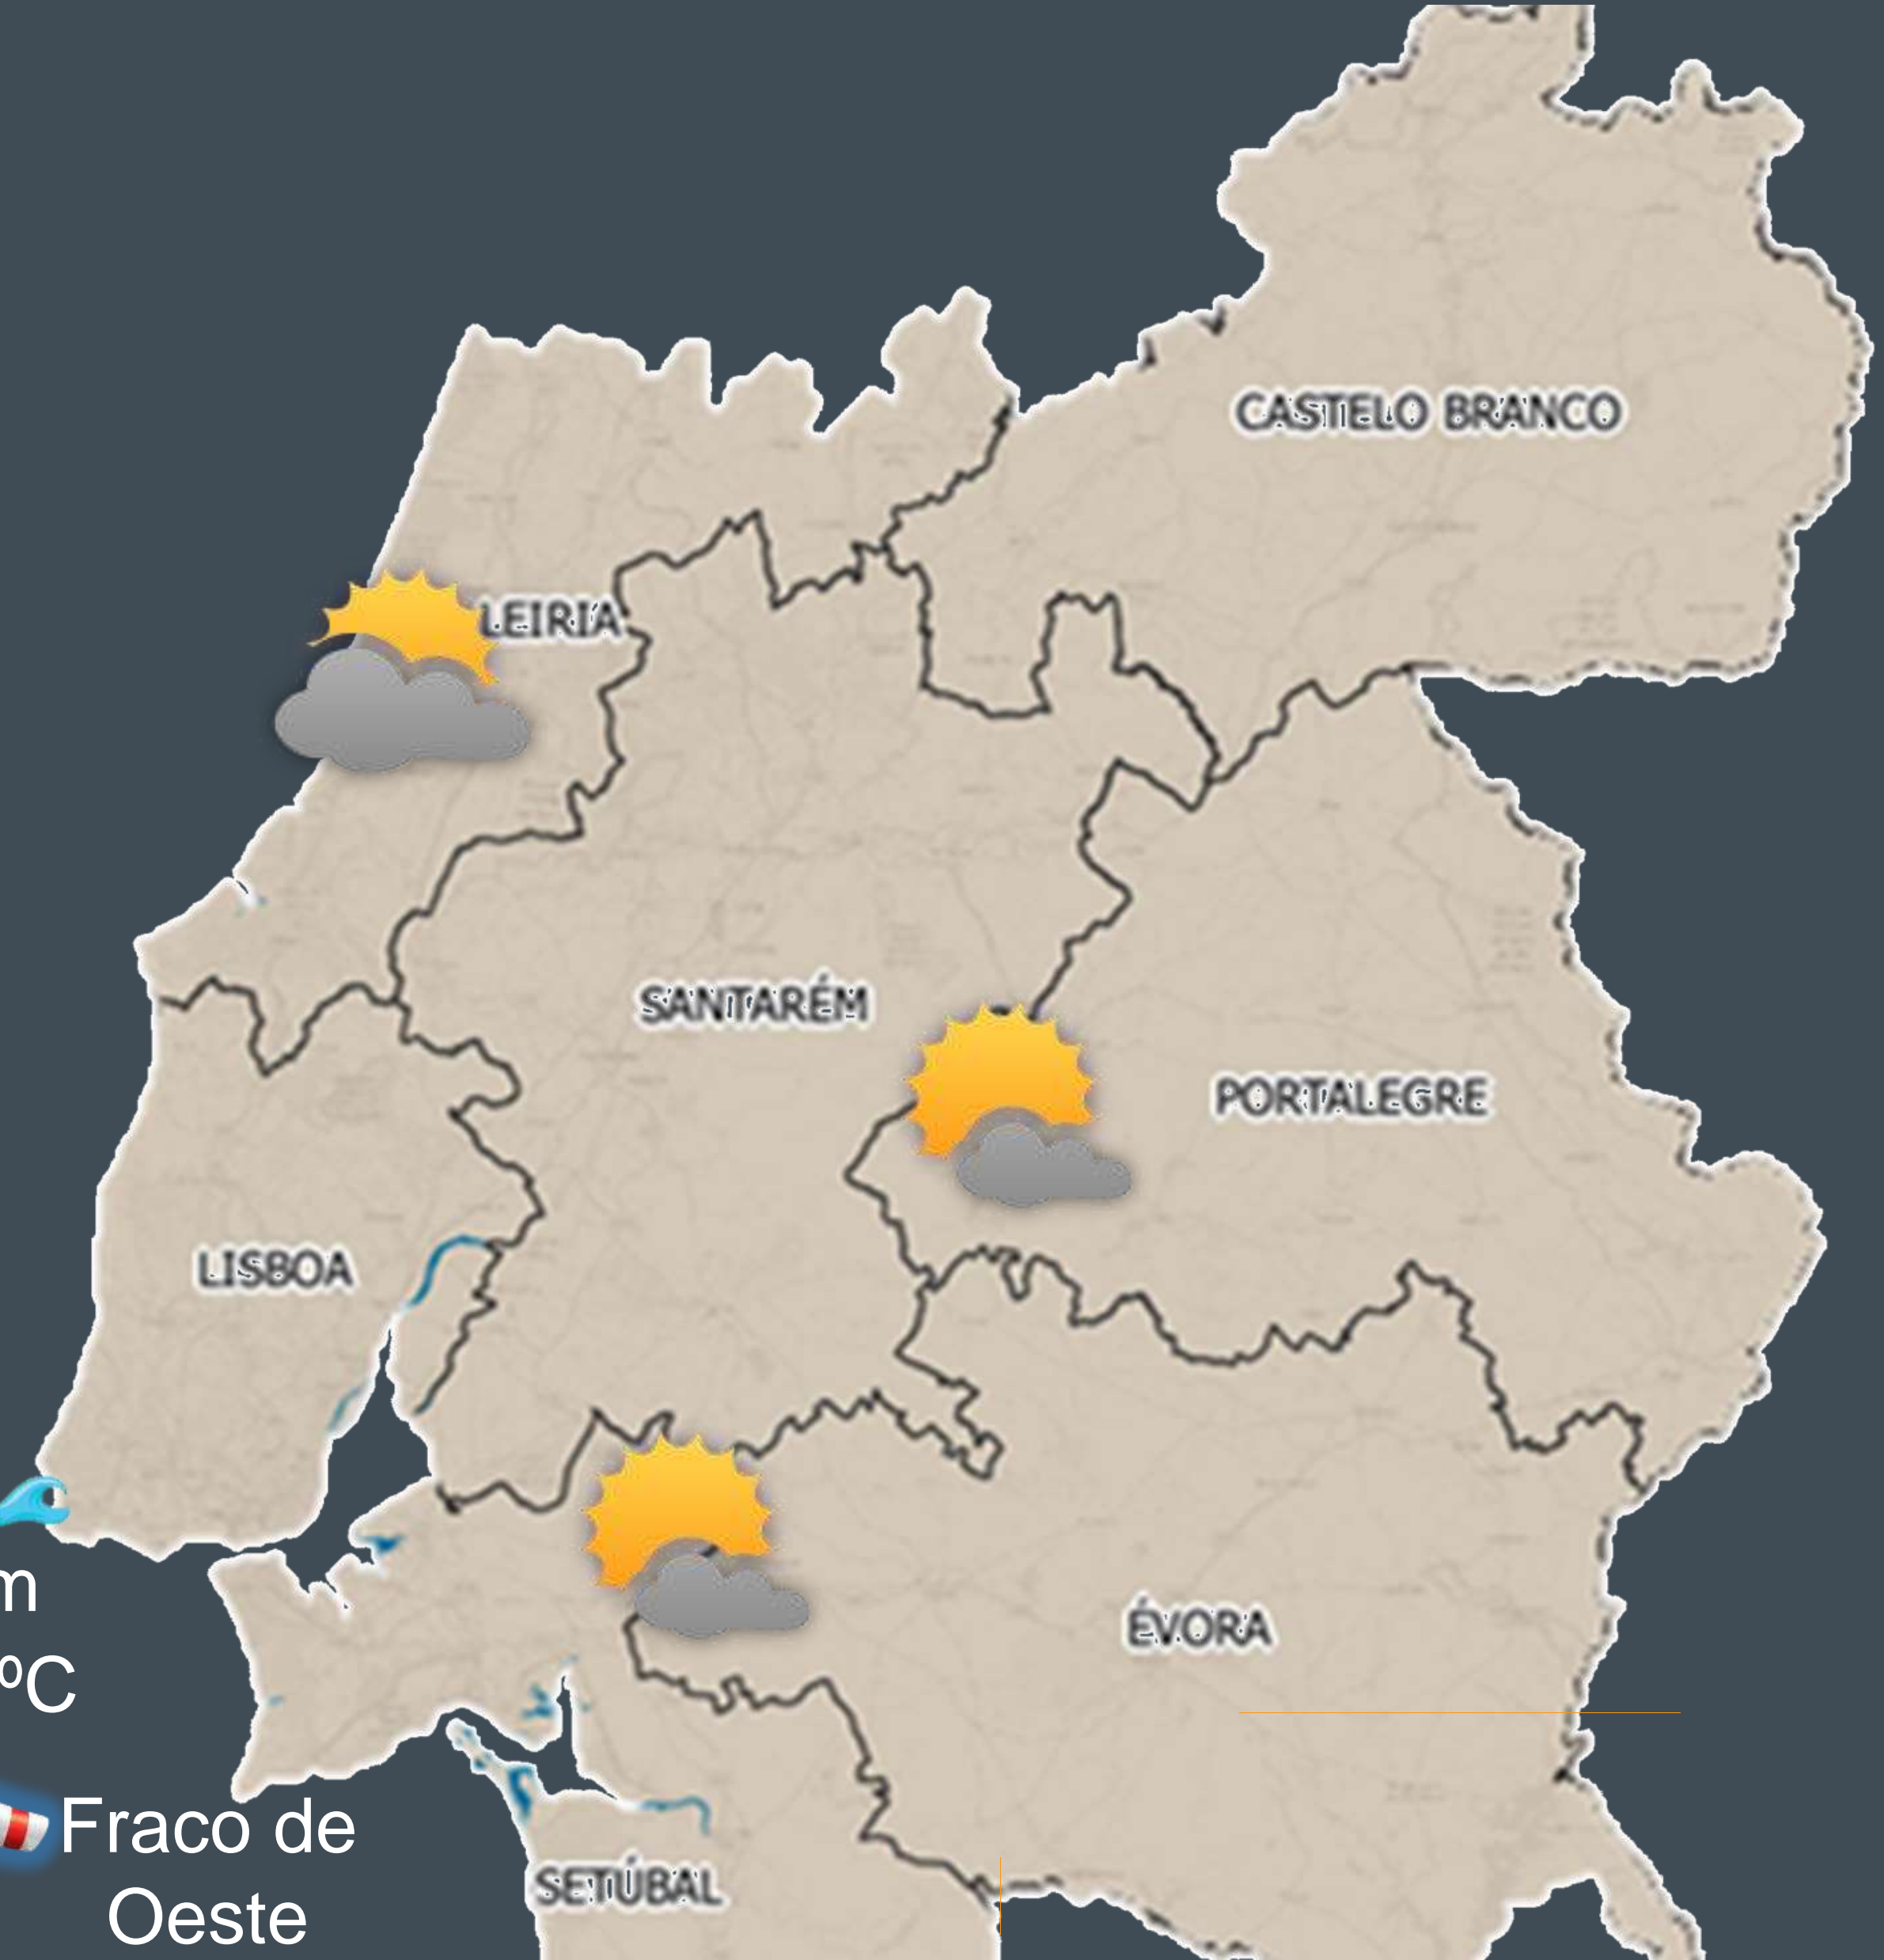 CASTELO BRANCO
LEIRIA
SANTARÉM
PORTALEGRE
LISBOA
m
ºC
ÉVORA
Fraco de
Oeste
SETÚBAL